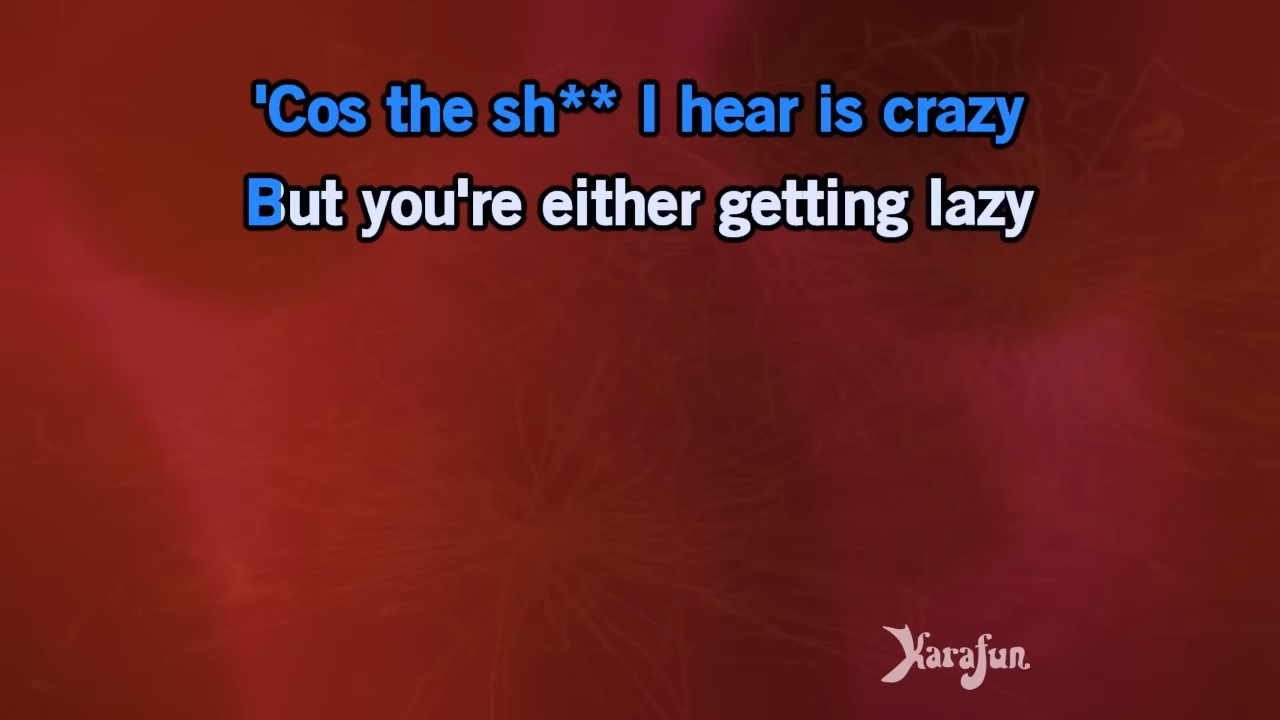 'Cos the sh** I hear is crazy
But you're either getting lazy
Karafun